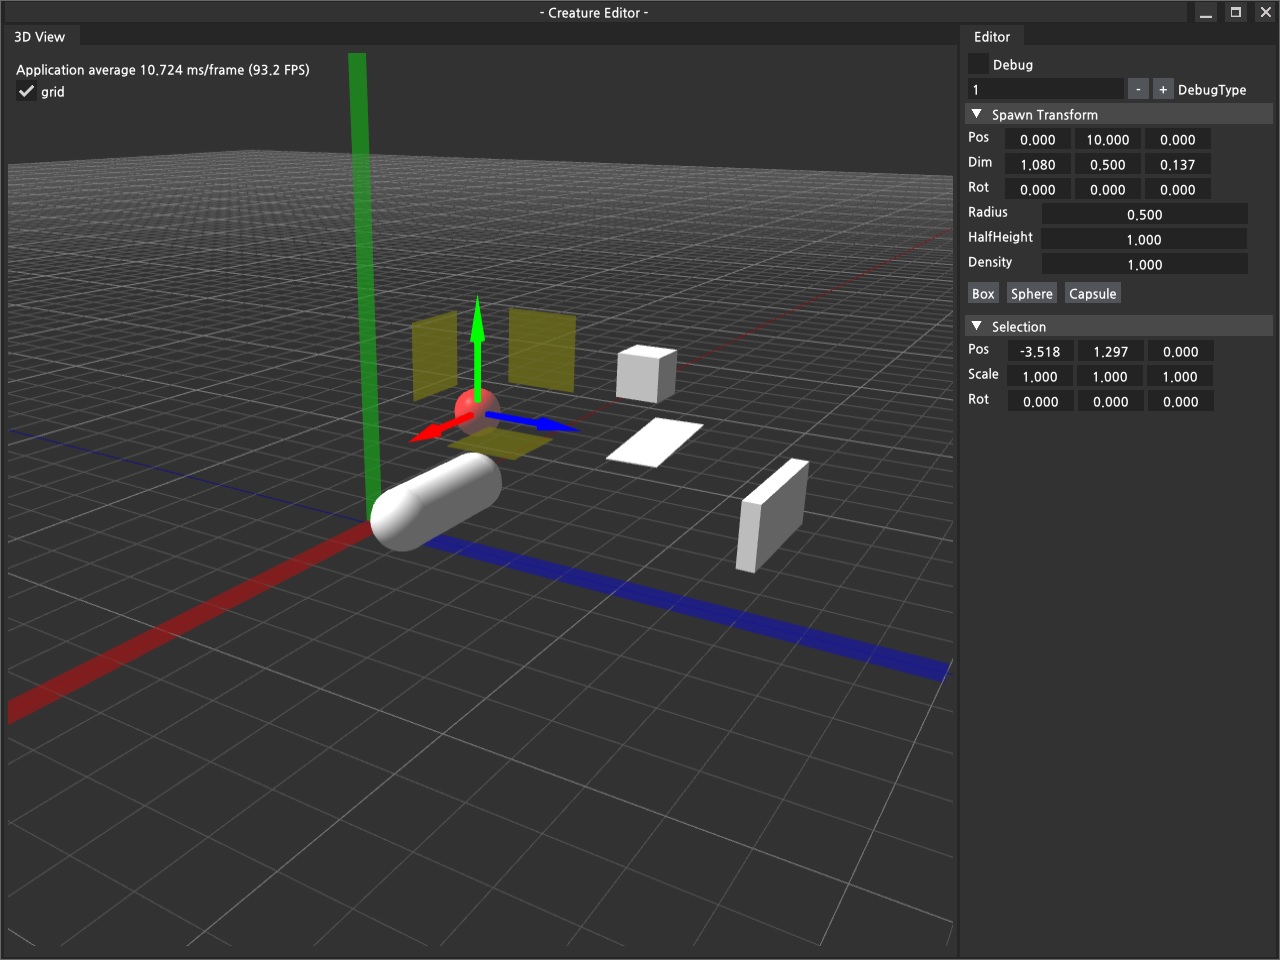 - Creature Editor -
3D View
Application average 10.724 ms/frame (93.2 FPS)
grid
Editor
Debug
1 - + DebugType
Spawn Transform
Pos 0.000 10.000 0.000
Dim 1.080 0.500 0.137
Rot 0.000 0.000 0.000
Radius 0.500
HalfHeight 1.000
Density 1.000
Box Sphere Capsule
Selection
Pos -3.518 1.297 0.000
Scale 1.000 1.000 1.000
Rot 0.000 0.000 0.000